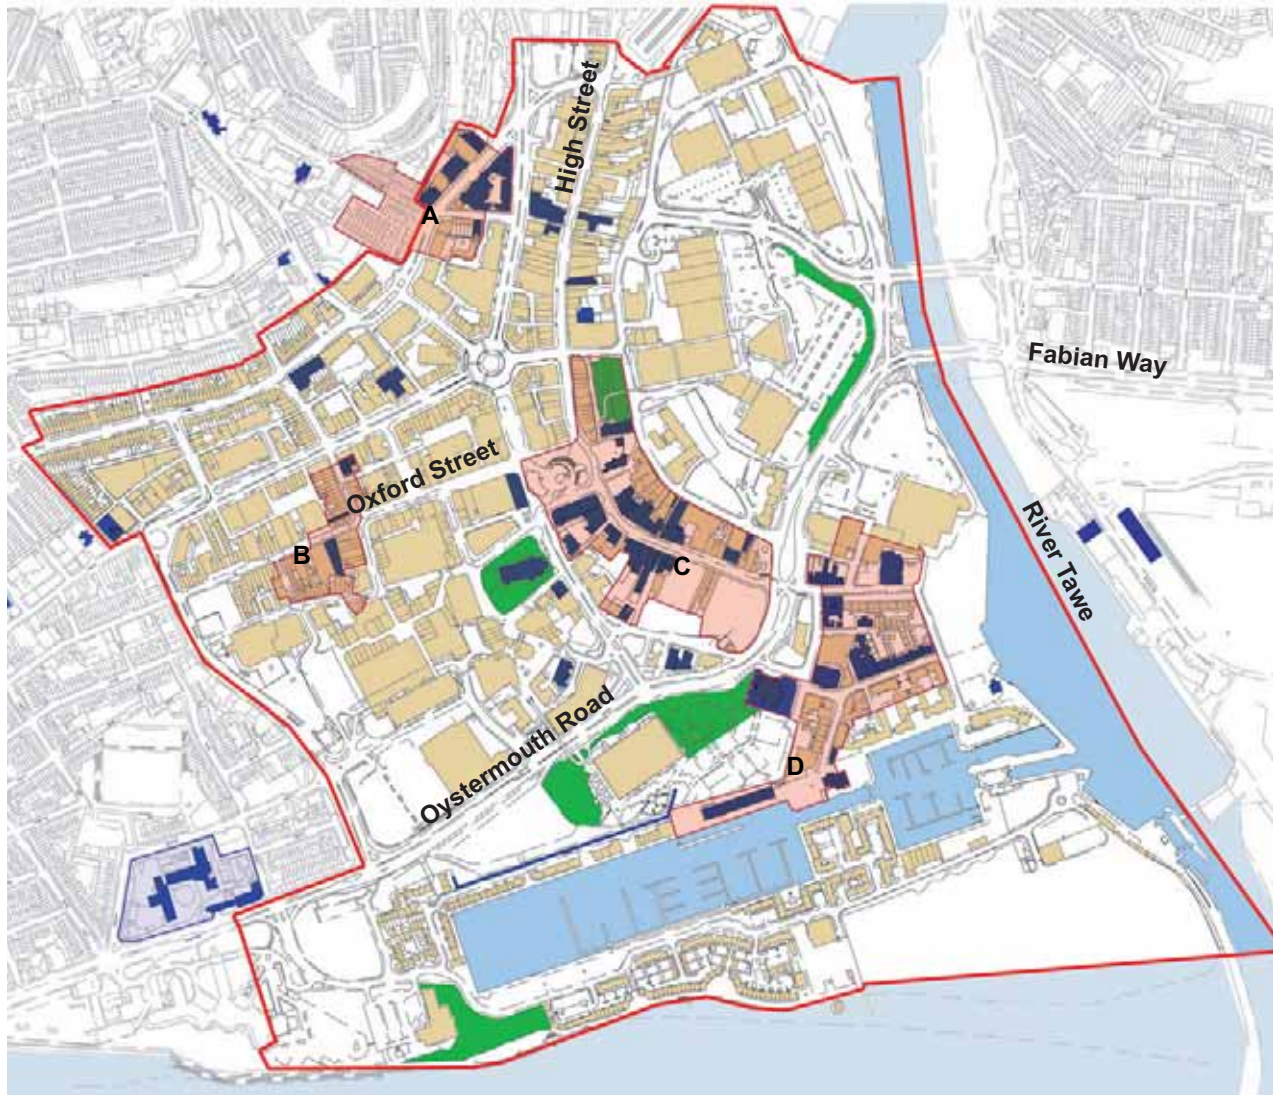 High Street
A
Fabian Way
Oxford Street
River Tawe
B
C
Oystermouth Road
D